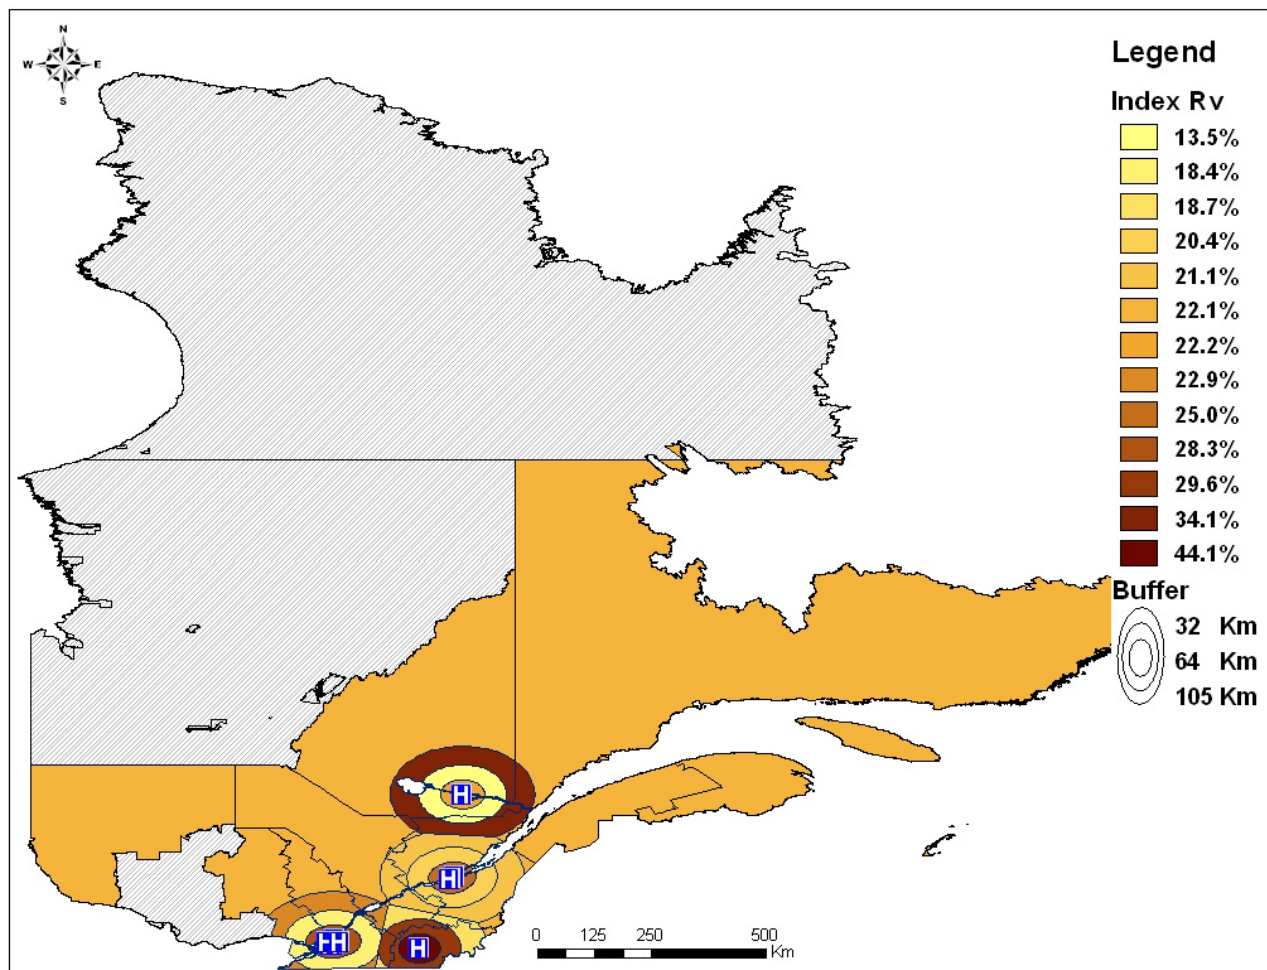 N
W E
S
Legend
Index Rv
13.5%
18.4%
18.7%
20.4%
21.1%
22.1%
22.2%
22.9%
25.0%
28.3%
29.6%
34.1%
44.1%
Buffer
32 Km
64 Km
105 Km
H
H
H
H
H
0 125 250 500
Km